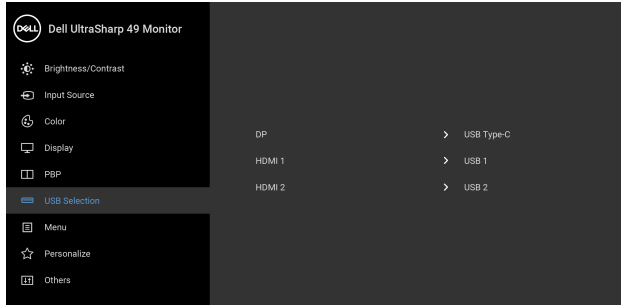 DELL Dell UltraSharp 49 Monitor
Brightness/Contrast
Input Source
Color
Display
PBP
USB Selection
Menu
Personalize
Others
DP > USB Type-C
HDMI 1 > USB 1
HDMI 2 > USB 2